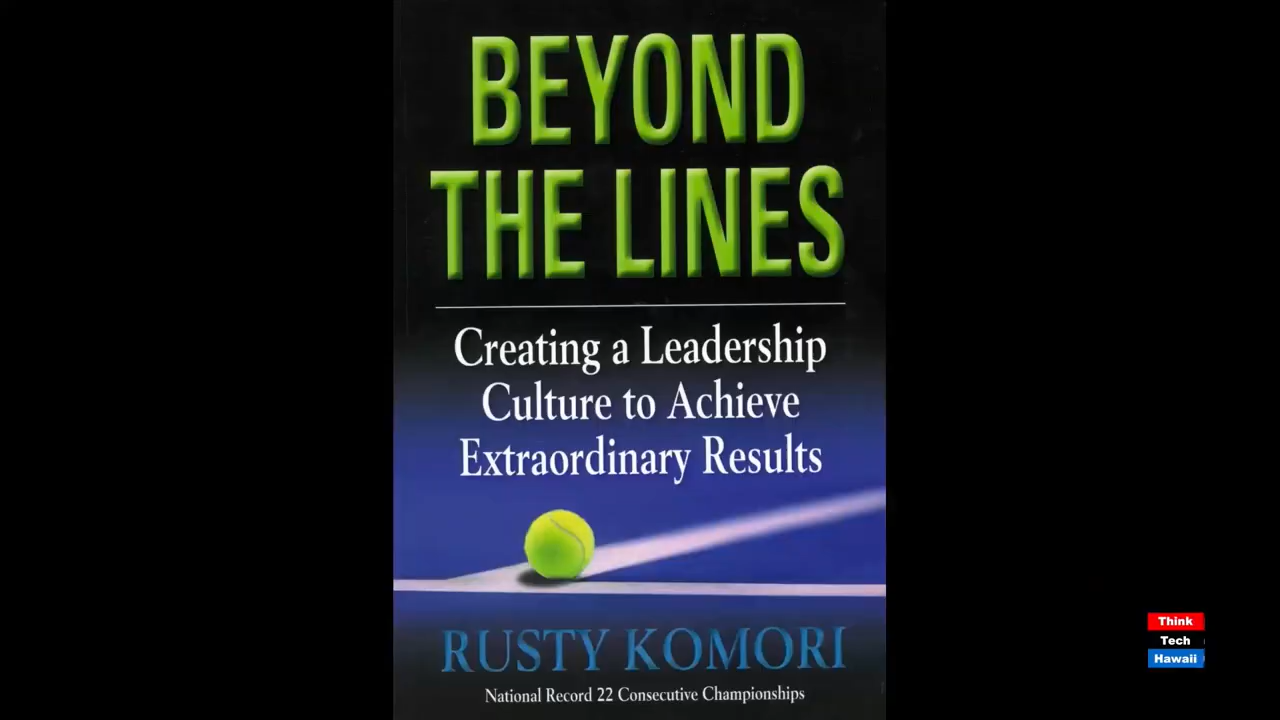 BEYOND
THE LINES
Creating a Leadership
Culture to Achieve
Extraordinary Results
RUSTY KOMORI
National Record 22 Consecutive Championships
Think
Tech
Hawaii